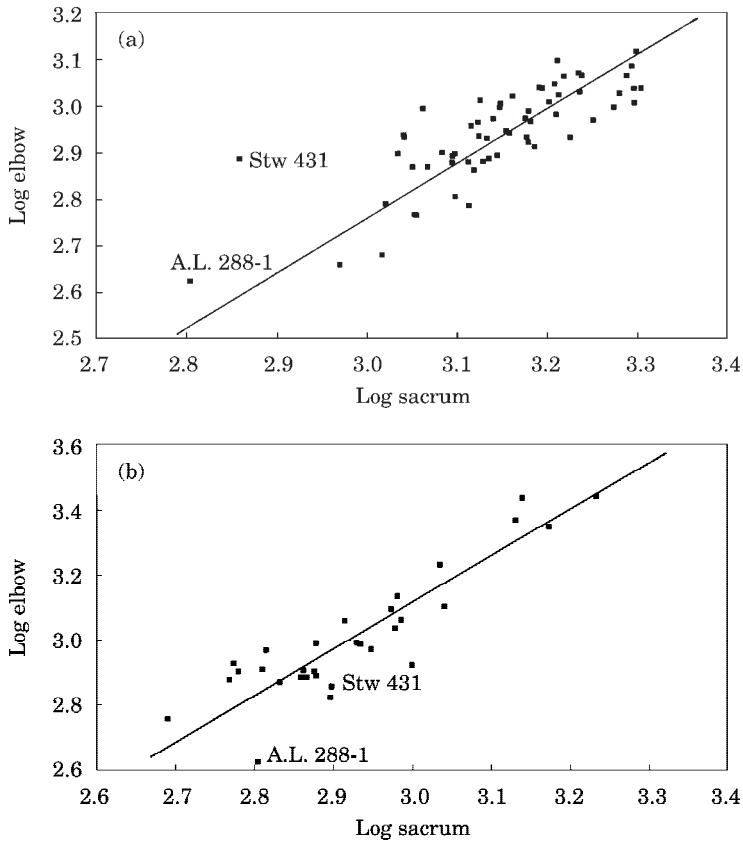 3.2
(a)
3.1
3.0
2.9
Stw 431
2.8
2.7
A.L. 288-1
2.6
2.5
Log elbow
2.7 2.8 2.9 3.0 3.1 3.2 3.3 3.4
Log sacrum
3.6
(b)
3.4
3.2
3.0
Stw 431
2.8
A.L. 288-1
2.6
Log elbow
2.6 2.7 2.8 2.9 3.0 3.1 3.2 3.3 3.4
Log sacrum